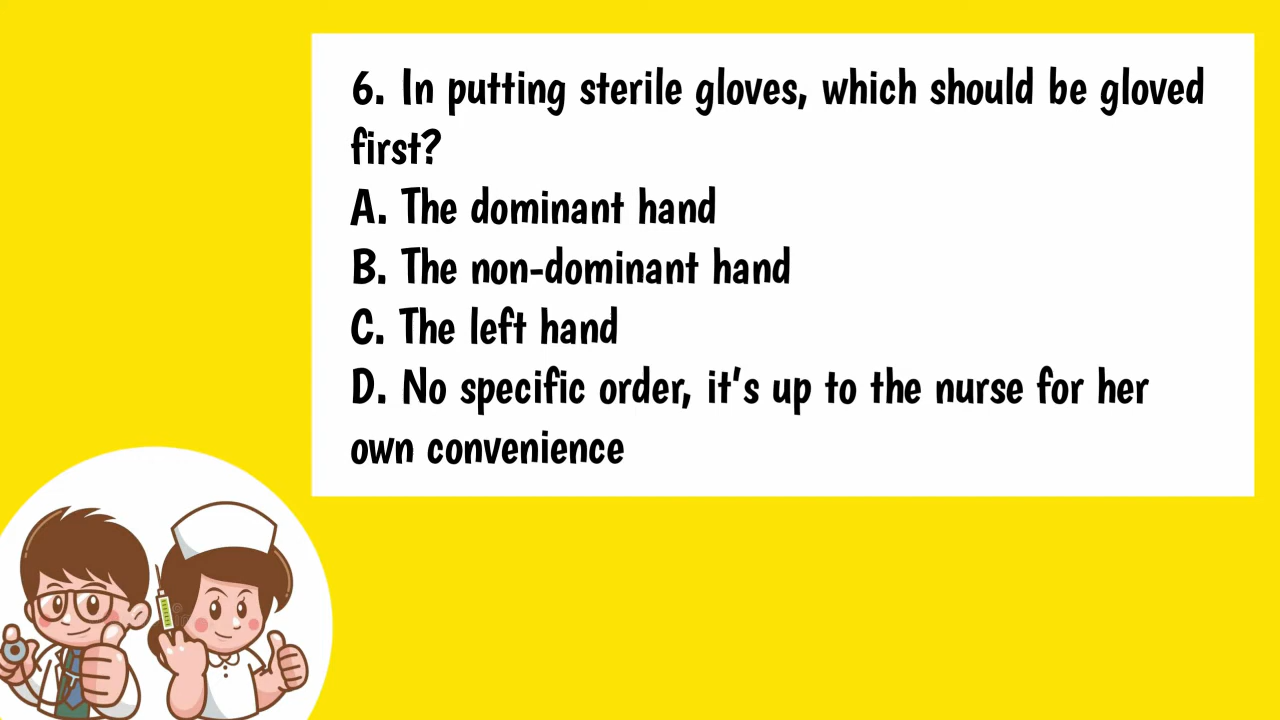 6. In putting sterile gloves, which should be gloved
first?
A. The dominant hand
B. The non-dominant hand
C. The left hand
D. No specific order, it's up to the nurse for her
own convenience